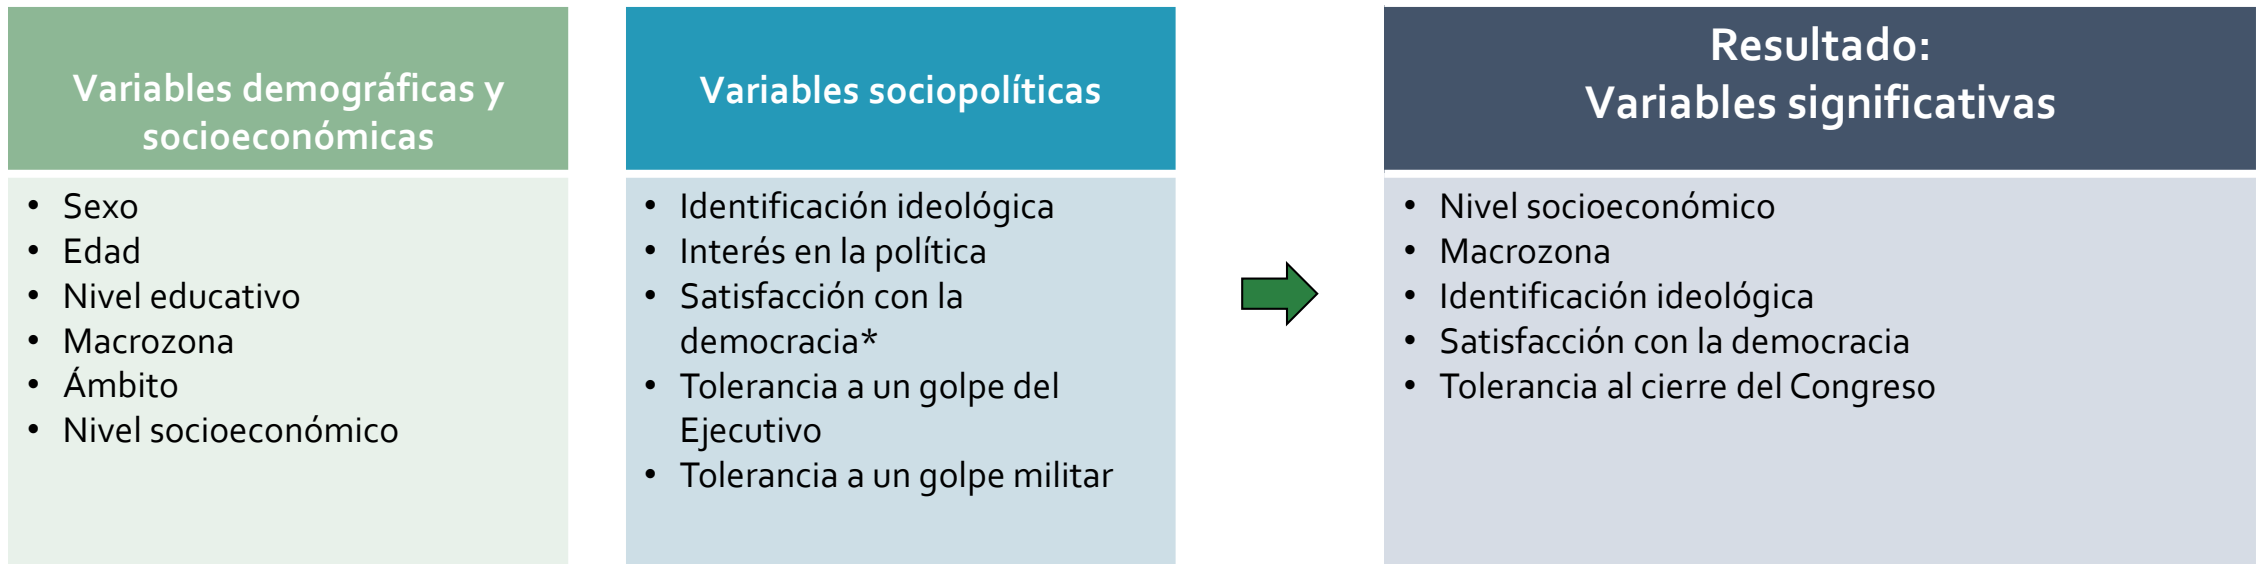 Variables demográficas y
socioeconómicas
• Sexo
• Edad
• Nivel educativo
• Macrozona
• Ámbito
• Nivel socioeconómico
Variables sociopolíticas
• Identificación ideológica
• Interés en la política
• Satisfacción con la
democracia*
• Tolerancia a un golpe del
Ejecutivo
• Tolerancia a un golpe militar
Resultado:
Variables significativas
• Nivel socioeconómico
• Macrozona
• Identificación ideológica
• Satisfacción con la democracia
• Tolerancia al cierre del Congreso